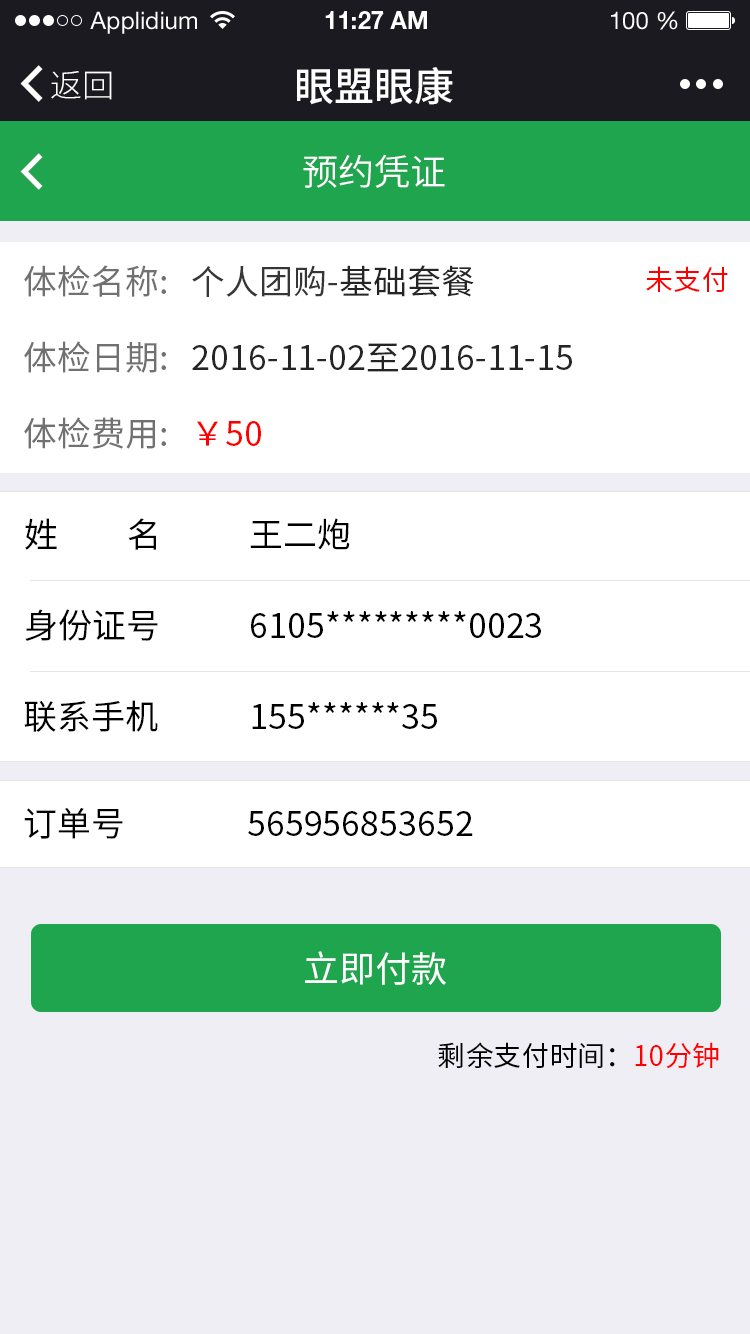 Applidium 11:27 AM 100 %
返回 眼盟眼康
预约凭证
体检名称: 个人团购-基础套餐 未支付
体检日期: 2016-11-02至2016-11-15
体检费用: ￥50
姓 名 王二炮
身份证号 6105*********0023
联系手机 155******35
订单号 565956853652
立即付款
剩余支付时间：10分钟